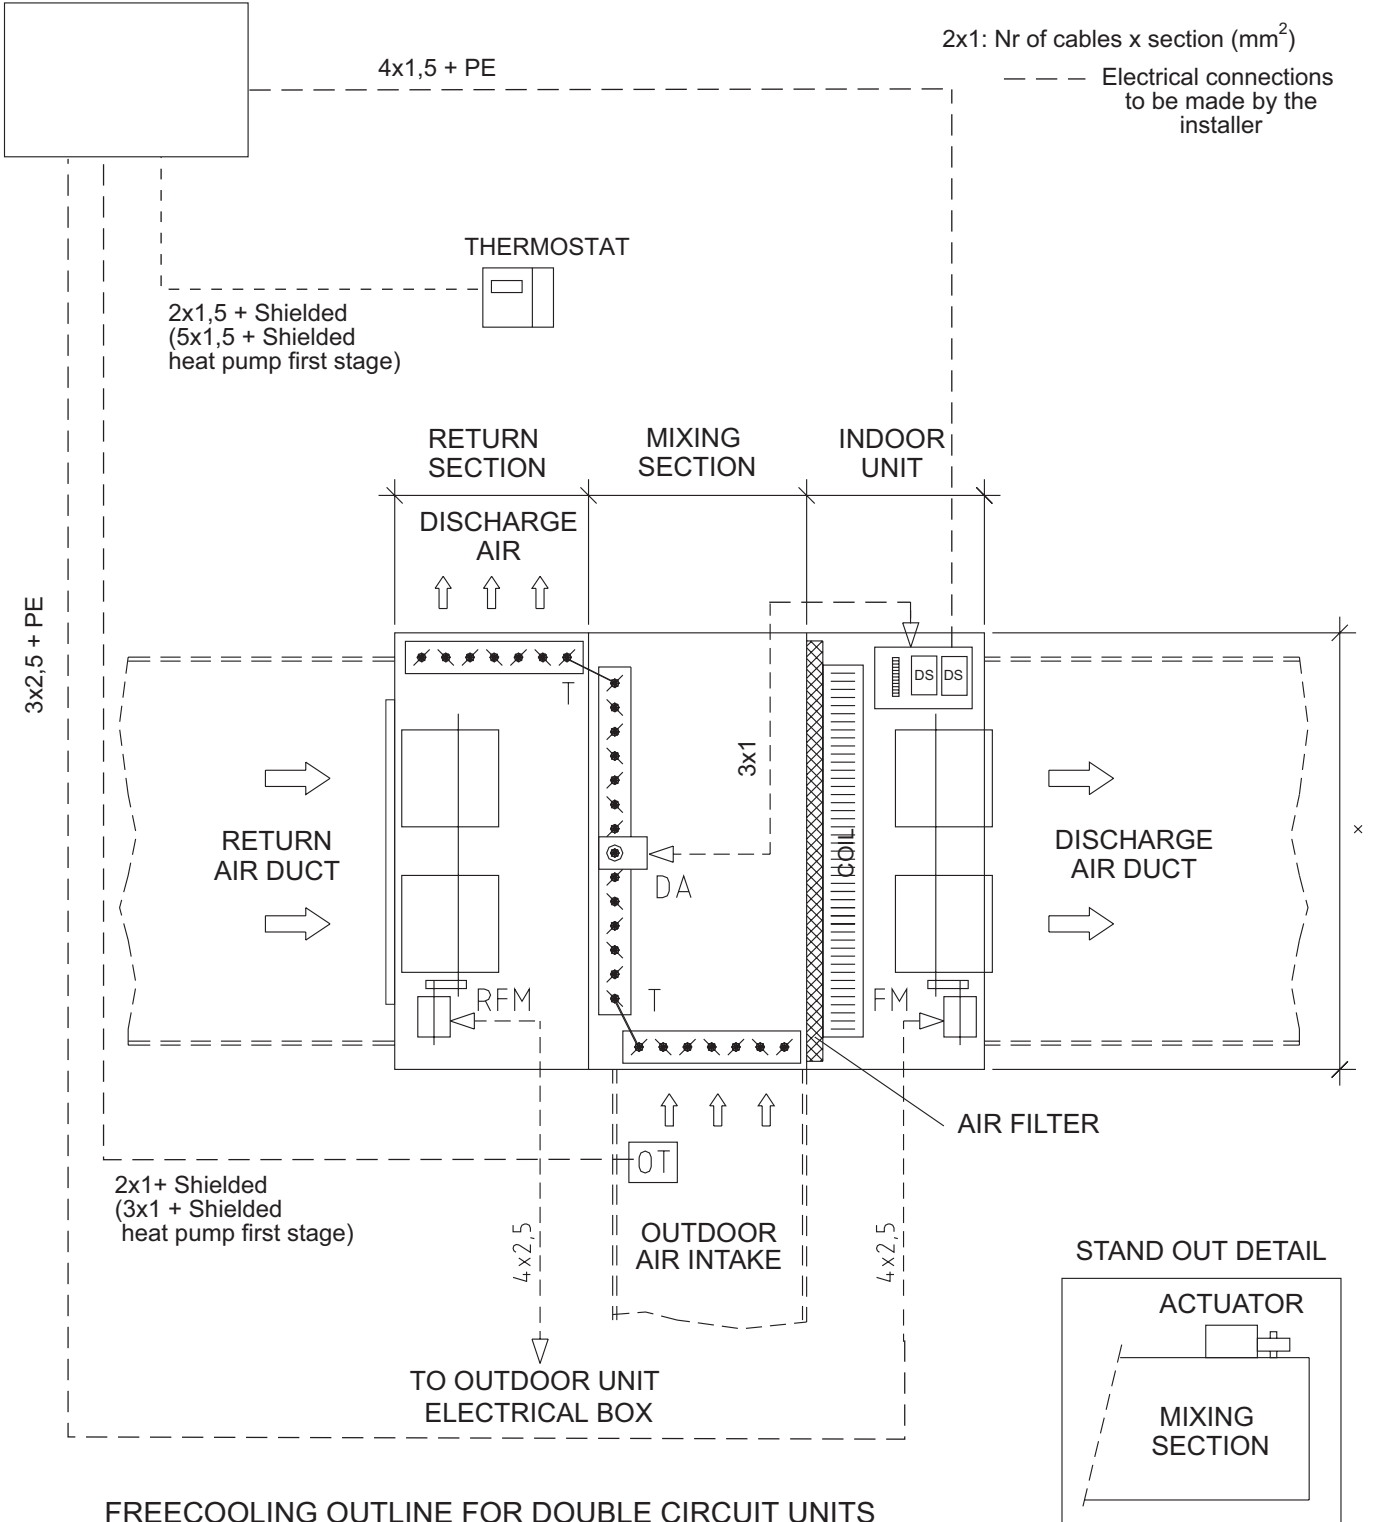 2x1: Nr of cables x section (mm²)
4x1,5 + PE
Electrical connections
to be made by the
installer
THERMOSTAT
2x1,5 + Shielded
(5x1,5 + Shielded
heat pump first stage)
RETURN
SECTION
MIXING
SECTION
INDOOR
UNIT
DISCHARGE
AIR
3x2,5 + PE
T
DS
DS
3x1
RETURN
AIR DUCT
COIL
DISCHARGE
AIR DUCT
x
DA
RFM
T
FM
AIR FILTER
OT
2x1+ Shielded
(3x1 + Shielded
heat pump first stage)
4x2,5
OUTDOOR
AIR INTAKE
4x2,5
STAND OUT DETAIL
ACTUATOR
TO OUTDOOR UNIT
ELECTRICAL BOX
MIXING
SECTION
FREECOOLING OUTLINE FOR DOUBLE CIRCUIT UNITS